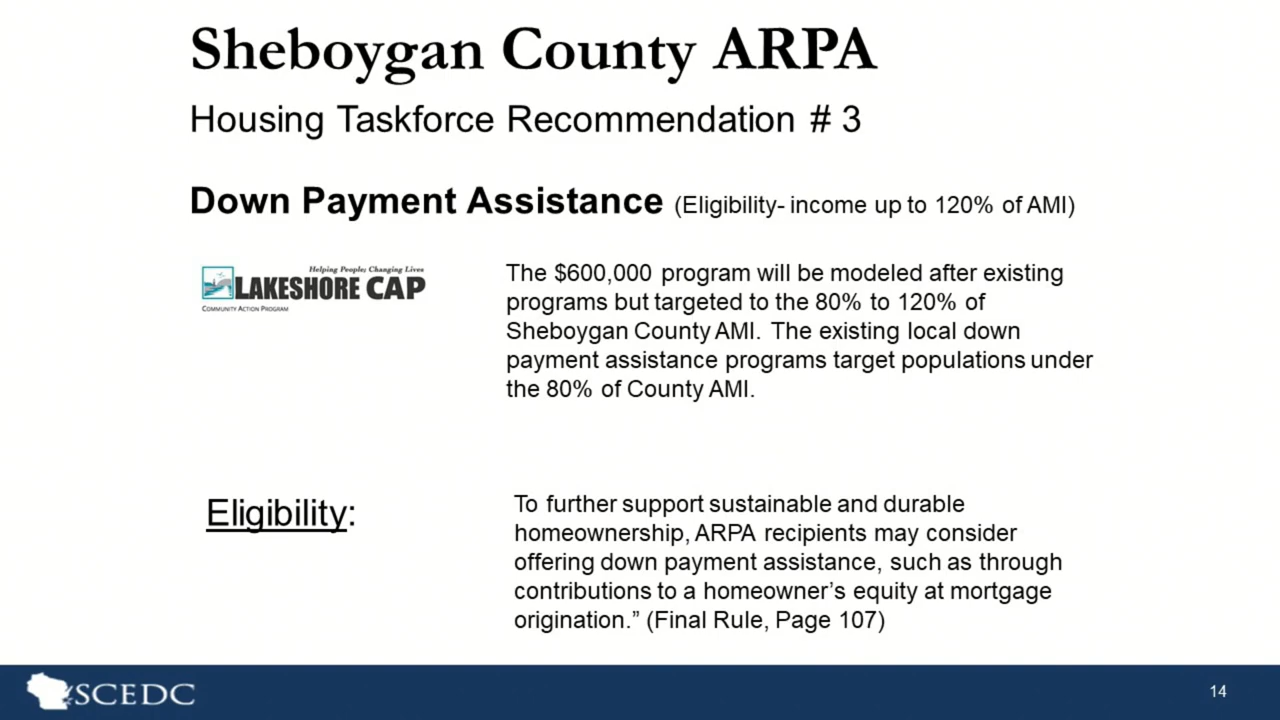 Sheboygan County ARPA
Housing Taskforce Recommendation # 3
Down Payment Assistance (Eligibility- income up to 120% of AMI)
Helping People; Changing Lives
LAKESHORE CAP
COMMUNITY ACTION PROGRAM
The $600,000 program will be modeled after existing
programs but targeted to the 80% to 120% of
Sheboygan County AMI. The existing local down
payment assistance programs target populations under
the 80% of County AMI.
Eligibility:
To further support sustainable and durable
homeownership, ARPA recipients may consider
offering down payment assistance, such as through
contributions to a homeowner’s equity at mortgage
origination.” (Final Rule, Page 107)
SCEDC
14